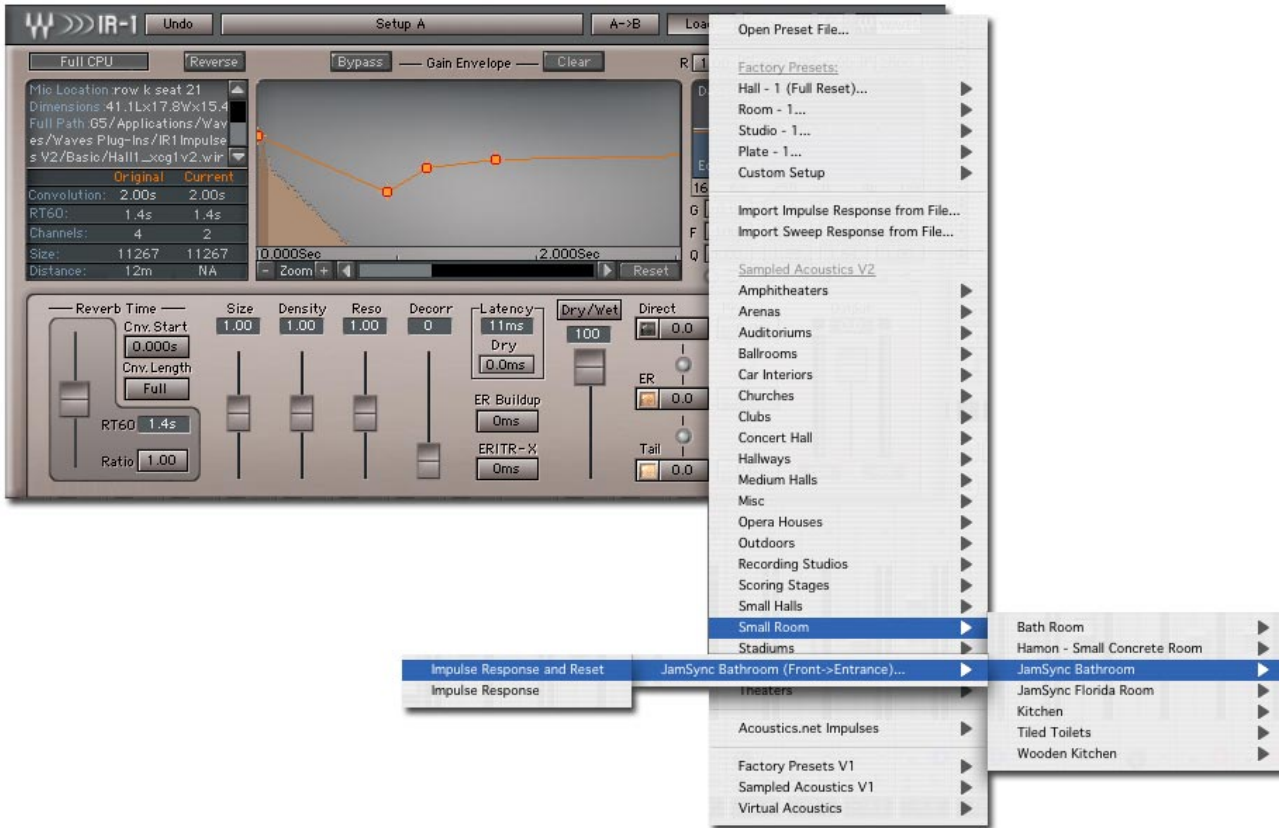 IR-1
Undo
Setup A
A->B
Loa
Full CPU
Reverse
Bypass
Gain Envelope
Clear
R 1
Mic Location :row k seat 21
Dimensions :41.1Lx17.8Wx15.4
Full Path :G5/Applications/Wav
es/Waves Plug-Ins/IR1Impulse
s V2/Basic/Hall1_xog1v2.wir
Original Current
Convolution: 2.00s 2.00s
RT60: 1.4s 1.4s
Channels: 4 2
Size: 11267 11267
Distance: 12m NA
0.000Sec
2.000Sec
- Zoom +
Reset
D
Ec
16
G
F
Q
Reverb Time
Cnv. Start
0.000s
Cnv. Length
Full
RT60 1.4s
Ratio 1.00
Size
1.00
Density
1.00
Reso
1.00
Decorr
0
Latency
11ms
Dry
0.0ms
ER Buildup
0ms
ER|TR-X
0ms
Dry/Wet
100
Direct
0.0
ER
0.0
Tail
0.0
Open Preset File...
Factory Presets:
Hall - 1 (Full Reset)...
Room - 1...
Studio - 1...
Plate - 1...
Custom Setup
Import Impulse Response from File...
Import Sweep Response from File...
Sampled Acoustics V2
Amphitheaters
Arenas
Auditoriums
Ballrooms
Car Interiors
Churches
Clubs
Concert Hall
Hallways
Medium Halls
Misc
Opera Houses
Outdoors
Recording Studios
Scoring Stages
Small Halls
Small Room
Stadiums
Theaters
Acoustics.net Impulses
Factory Presets V1
Sampled Acoustics V1
Virtual Acoustics
Bath Room
Hamon - Small Concrete Room
JamSync Bathroom
JamSync Florida Room
Kitchen
Tiled Toilets
Wooden Kitchen
JamSync Bathroom (Front->Entrance)...
Impulse Response and Reset
Impulse Response